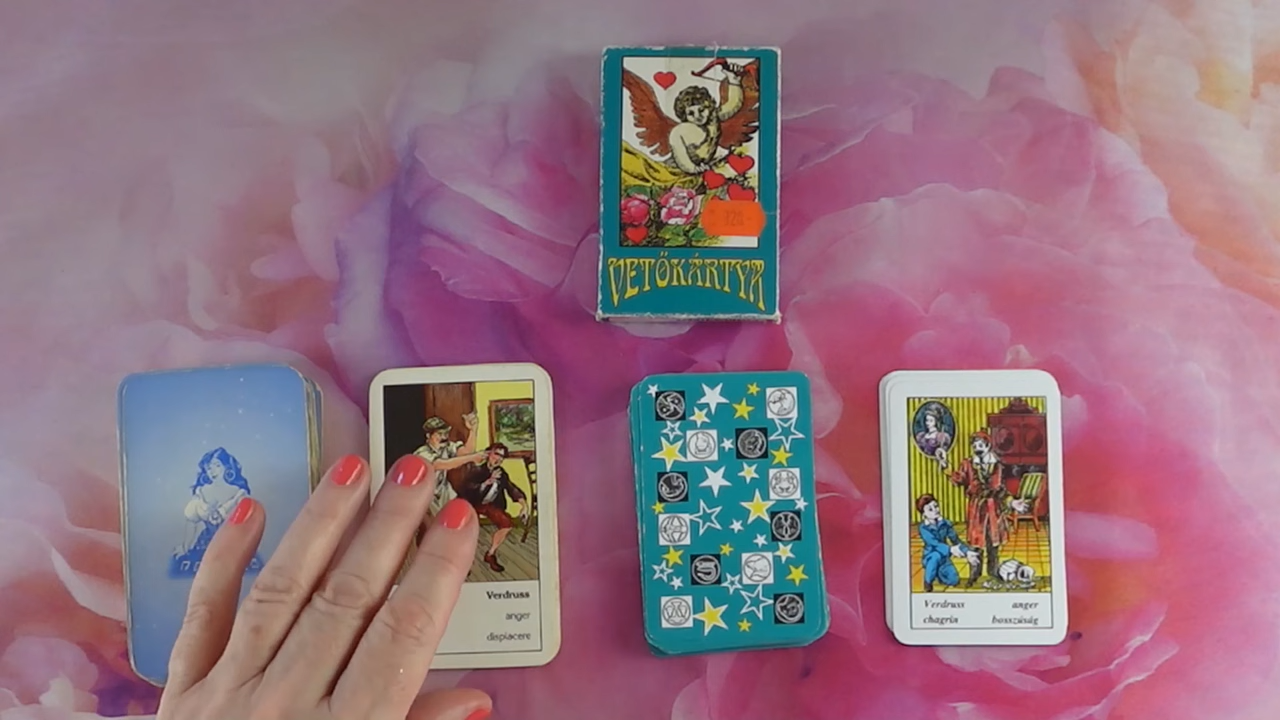 VETŐKÁRTYA
Verdruss
anger
dispiacere
Verdruss anger
chagrin bosszúság